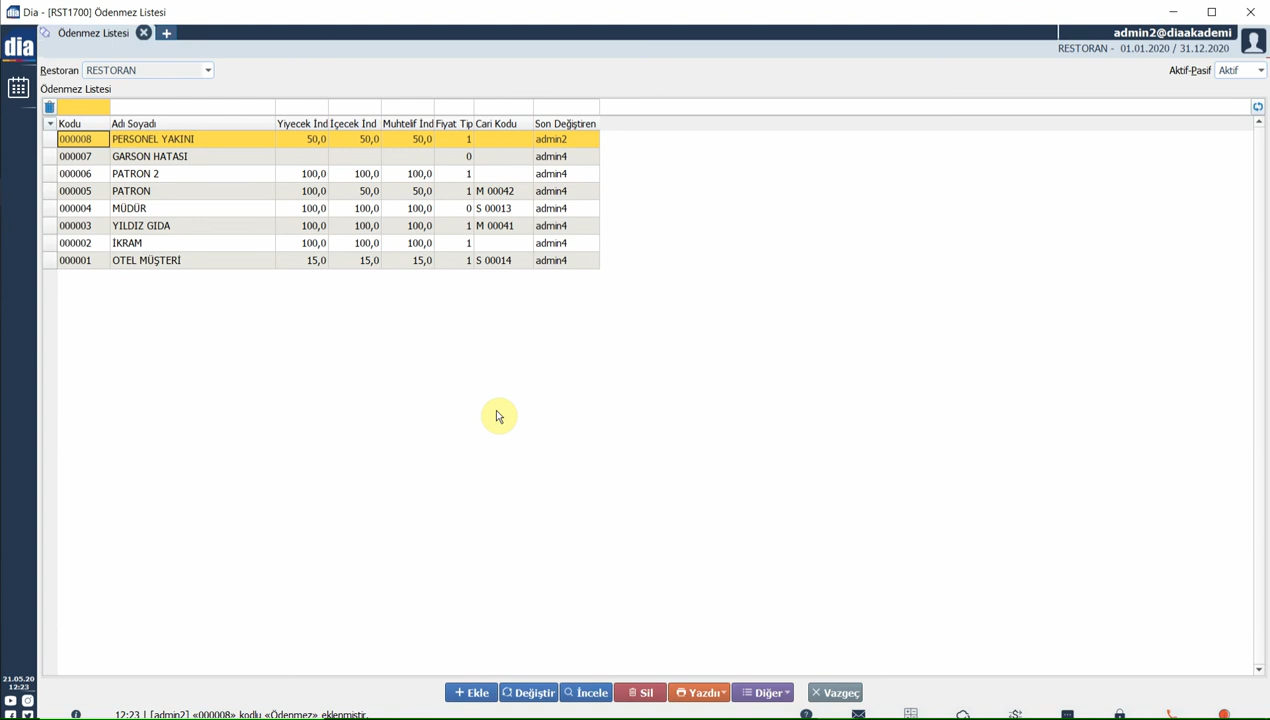 Dia - [RST1700] Ödenmez Listesi
dia
Ödenmez Listesi
admin2@diaakademi
RESTORAN - 01.01.2020 / 31.12.2020
Restoran RESTORAN
Aktif-Pasif Aktif
Ödenmez Listesi
Kodu Adı Soyadı Yiyecek İnd İçecek İnd Muhtelif İnd Fiyat Tip Cari Kodu Son Değiştiren
000008 PERSONEL YAKINI 50,0 50,0 50,0 1 admin2
000007 GARSON HATASI 0 admin4
000006 PATRON 2 100,0 100,0 100,0 1 admin4
000005 PATRON 100,0 50,0 50,0 1 M 00042 admin4
000004 MÜDÜR 100,0 100,0 100,0 0 S 00013 admin4
000003 YILDIZ GIDA 100,0 100,0 100,0 1 M 00041 admin4
000002 İKRAM 100,0 100,0 100,0 1 admin4
000001 OTEL MÜŞTERİ 15,0 15,0 15,0 1 S 00014 admin4
21.05.20
12:23
Ekle Değiştir İncele Sil Yazdır Diğer Vazgeç
12:23 | [admin2] «000008» kodlu «Ödenmez» eklenmiştir.